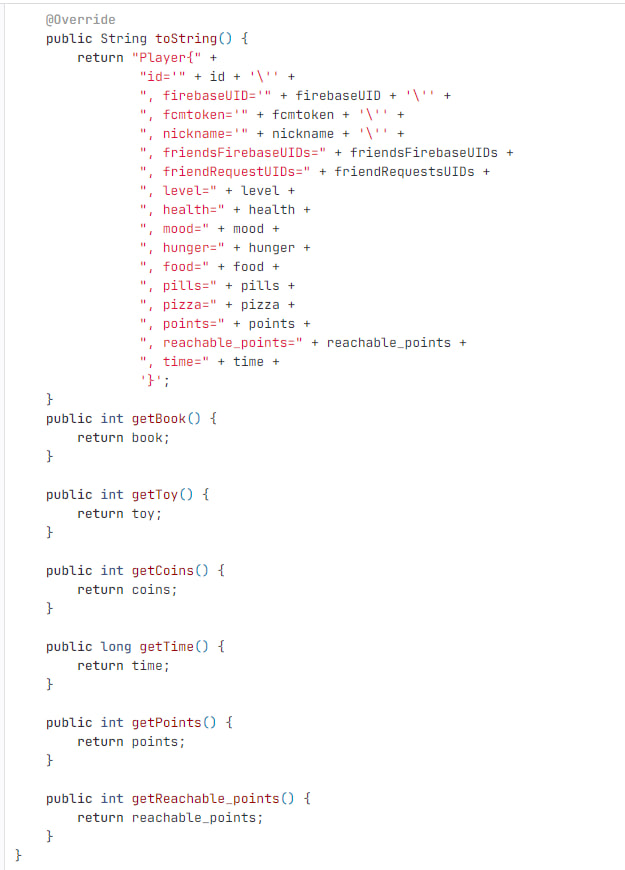 @Override
public String toString() {
return "Player{" +
"id='" + id + '\'' +
", firebaseUID='" + firebaseUID + '\'' +
", fcmtoken='" + fcmtoken + '\'' +
", nickname='" + nickname + '\'' +
", friendsFirebaseUIDs=" + friendsFirebaseUIDs +
", friendRequestUIDs=" + friendRequestsUIDs +
", level=" + level +
", health=" + health +
", mood=" + mood +
", hunger=" + hunger +
", food=" + food +
", pills=" + pills +
", pizza=" + pizza +
", points=" + points +
", reachable_points=" + reachable_points +
", time=" + time +
'}';
}
public int getBook() {
return book;
}
public int getToy() {
return toy;
}
public int getCoins() {
return coins;
}
public long getTime() {
return time;
}
public int getPoints() {
return points;
}
public int getReachable_points() {
return reachable_points;
}
}